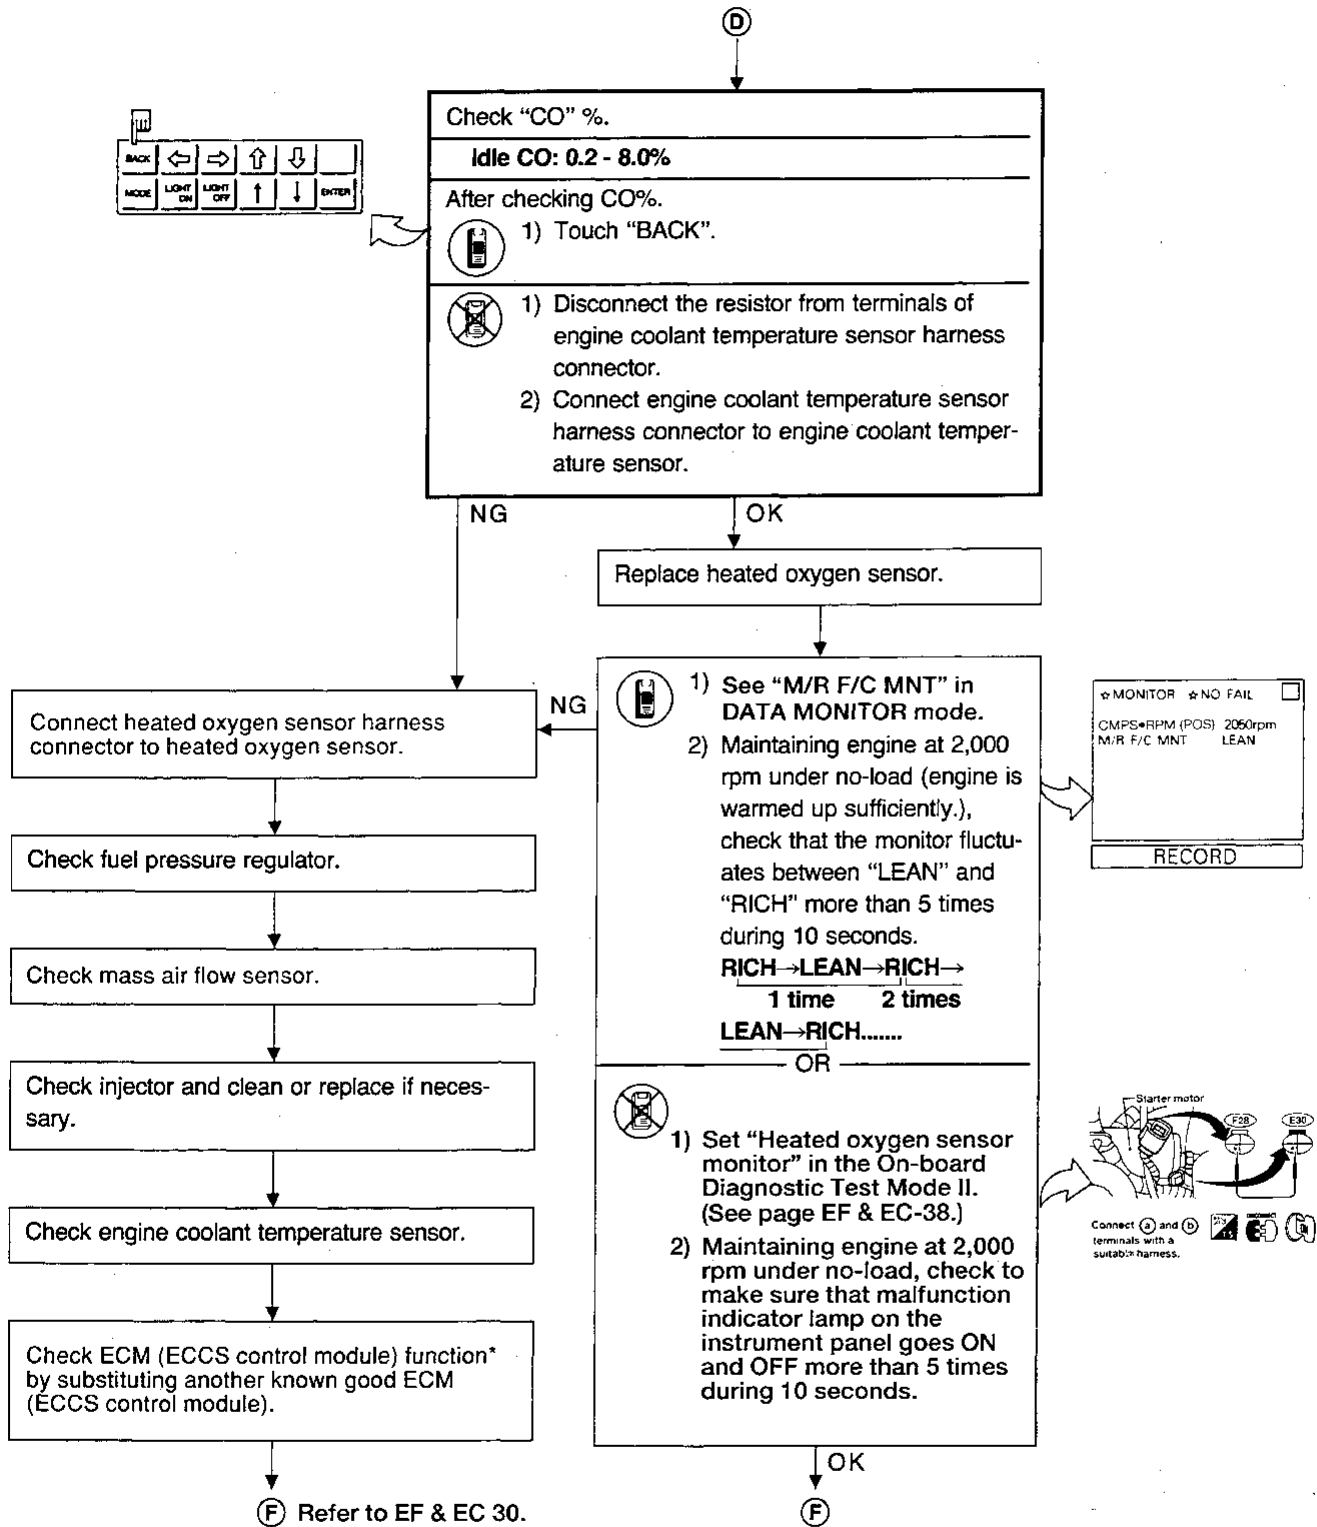 D
Check “CO” %.
Idle CO: 0.2 - 8.0%
After checking CO%.
1) Touch “BACK”.
1) Disconnect the resistor from terminals of
engine coolant temperature sensor harness
connector.
2) Connect engine coolant temperature sensor
harness connector to engine coolant temper-
ature sensor.
BACK
MODE LIGHT ON LIGHT OFF ENTER
NG
OK
Replace heated oxygen sensor.
1) See “M/R F/C MNT” in
DATA MONITOR mode.
2) Maintaining engine at 2,000
rpm under no-load (engine is
warmed up sufficiently.),
check that the monitor fluctu-
ates between “LEAN” and
“RICH” more than 5 times
during 10 seconds.
RICH→LEAN→RICH→
1 time 2 times
LEAN→RICH.......
OR
1) Set “Heated oxygen sensor
monitor” in the On-board
Diagnostic Test Mode II.
(See page EF & EC-38.)
2) Maintaining engine at 2,000
rpm under no-load, check to
make sure that malfunction
indicator lamp on the
instrument panel goes ON
and OFF more than 5 times
during 10 seconds.
OK
F
NG
Connect heated oxygen sensor harness
connector to heated oxygen sensor.
Check fuel pressure regulator.
Check mass air flow sensor.
Check injector and clean or replace if neces-
sary.
Check engine coolant temperature sensor.
Check ECM (ECCS control module) function*
by substituting another known good ECM
(ECCS control module).
F Refer to EF & EC 30.
☆MONITOR ☆NO FAIL
CMPS•RPM (POS) 2050rpm
M/R F/C MNT LEAN
RECORD
Starter motor
F28 E30
Connect a and b
terminals with a
suitable harness.